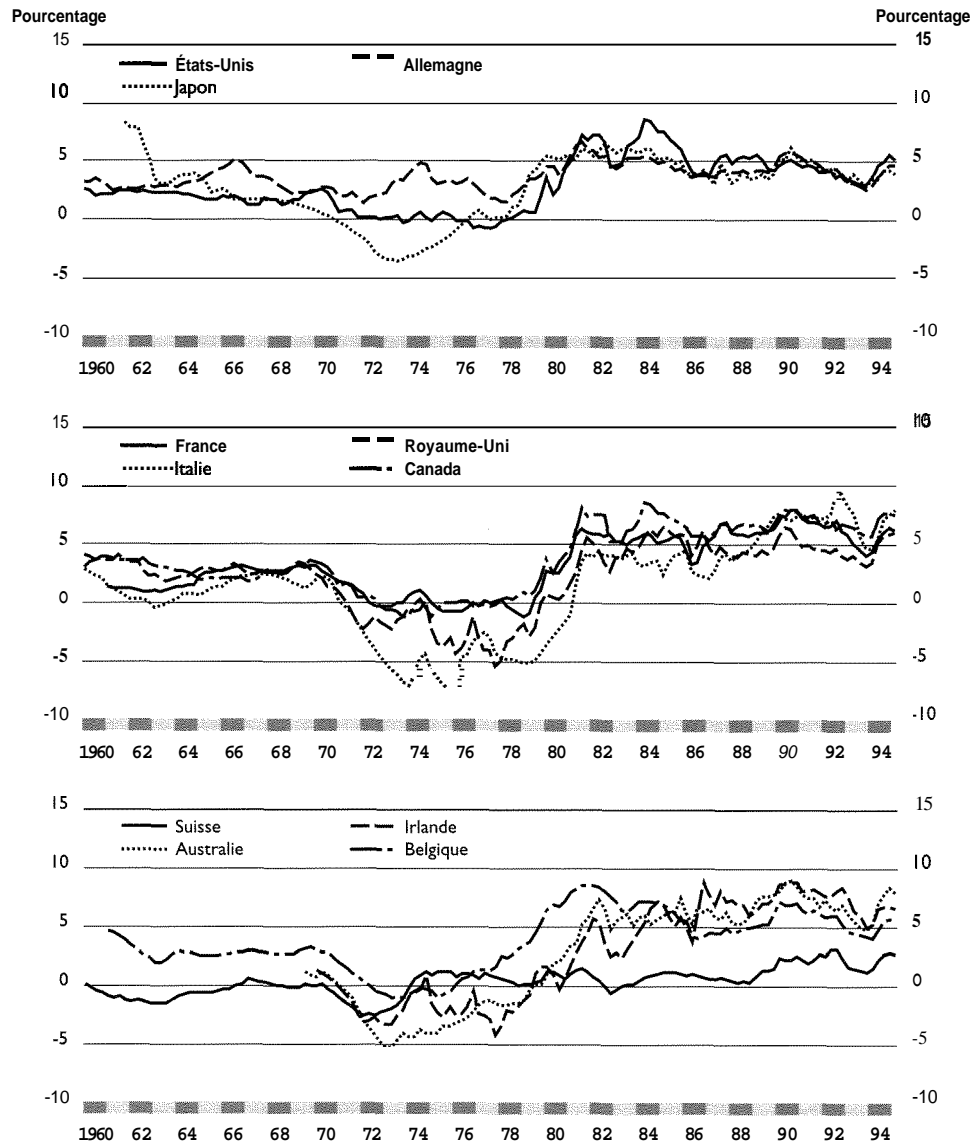 Pourcentage Pourcentage
15 15
États-Unis Allemagne
Japon
10 10
5 5
0 0
-5 -5
-10 -10
1960 62 64 66 68 70 72 74 76 78 80 82 84 86 88 90 92 94
15
France Royaume-Uni
Italie Canada
10 10
5 5
0 0
-5 -5
-10 -10
1960 62 64 66 68 70 72 74 76 78 80 82 84 86 88 90 92 94
15 15
Suisse Irlande
Australie Belgique
10 10
5 5
0 0
-5 -5
-10 -10
1960 62 64 66 68 70 72 74 76 78 80 82 84 86 88 90 92 94